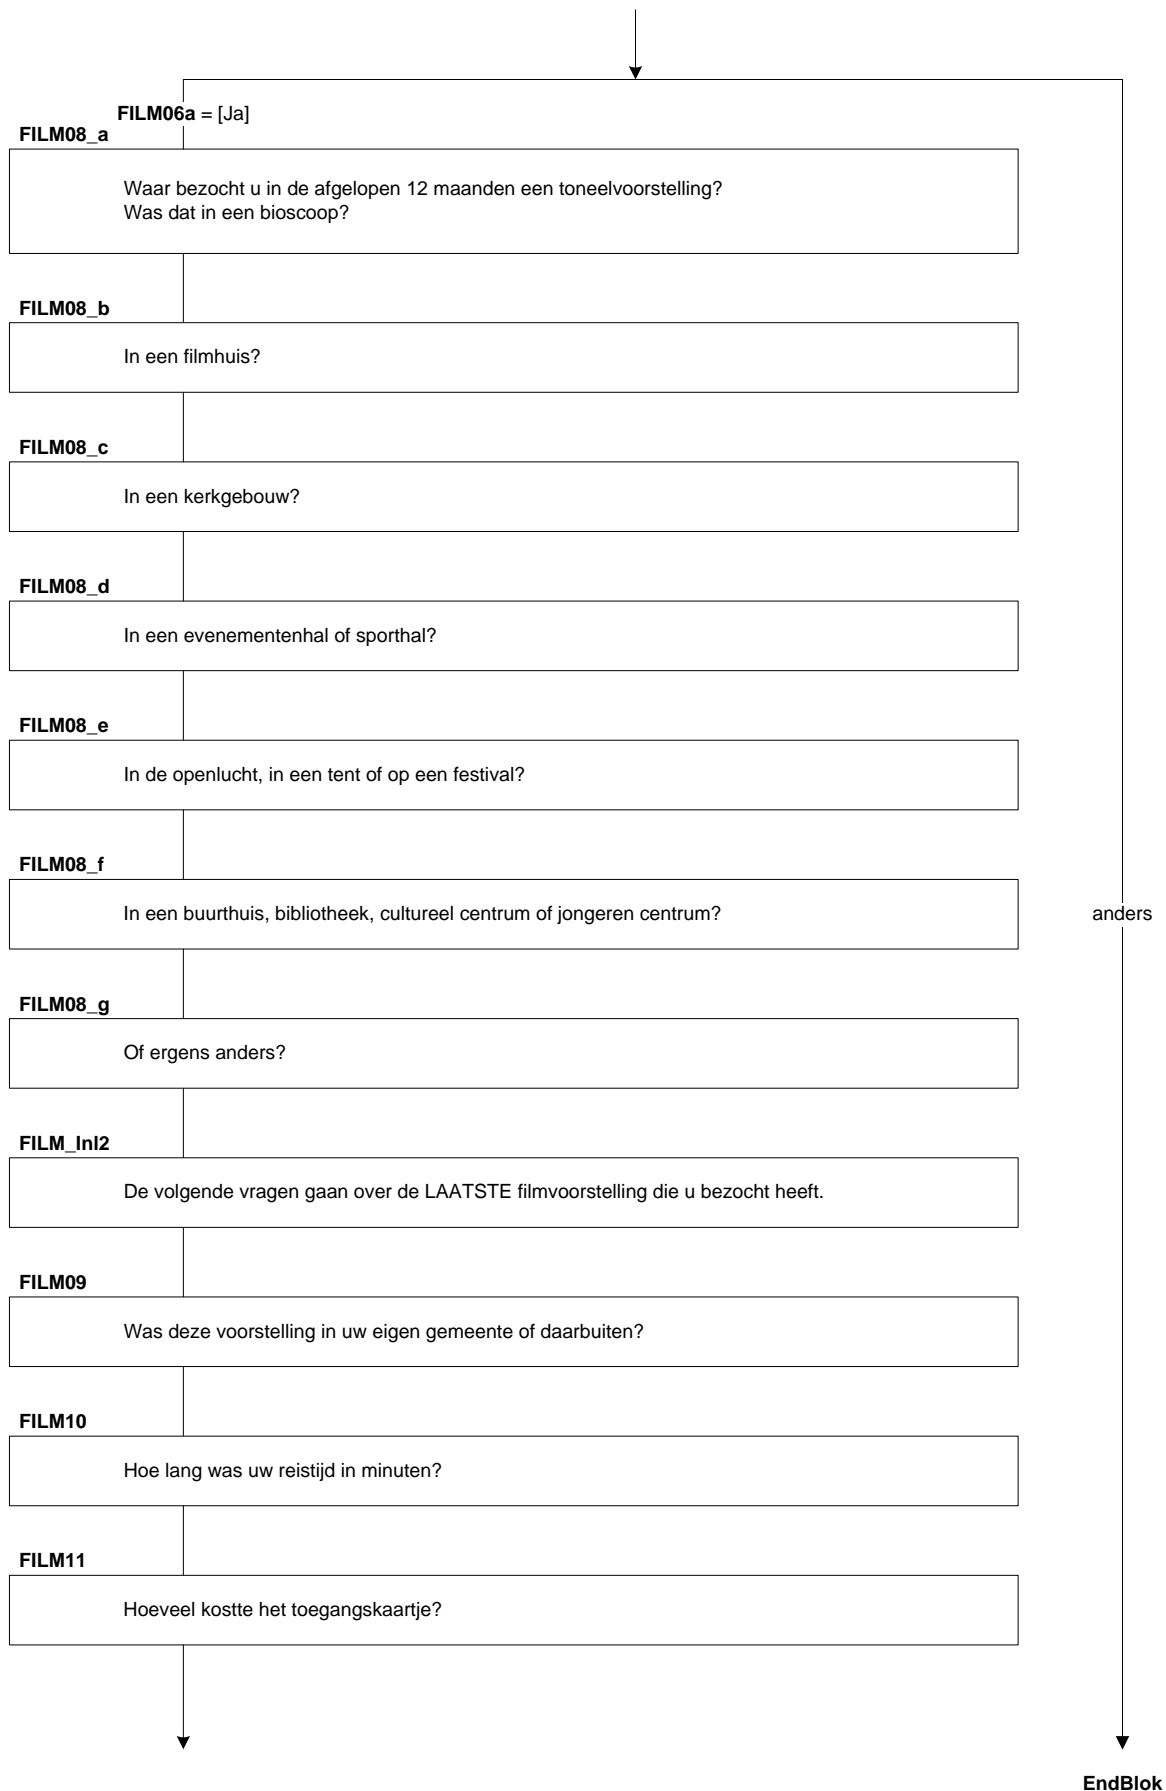 FILM06a = [Ja]
FILM08_a
Waar bezocht u in de afgelopen 12 maanden een toneelvoorstelling?
Was dat in een bioscoop?
FILM08_b
In een filmhuis?
FILM08_c
In een kerkgebouw?
FILM08_d
In een evenementenhal of sporthal?
FILM08_e
In de openlucht, in een tent of op een festival?
FILM08_f
In een buurthuis, bibliotheek, cultureel centrum of jongeren centrum?
anders
FILM08_g
Of ergens anders?
FILM_Inl2
De volgende vragen gaan over de LAATSTE filmvoorstelling die u bezocht heeft.
FILM09
Was deze voorstelling in uw eigen gemeente of daarbuiten?
FILM10
Hoe lang was uw reistijd in minuten?
FILM11
Hoeveel kostte het toegangskaartje?
EndBlok